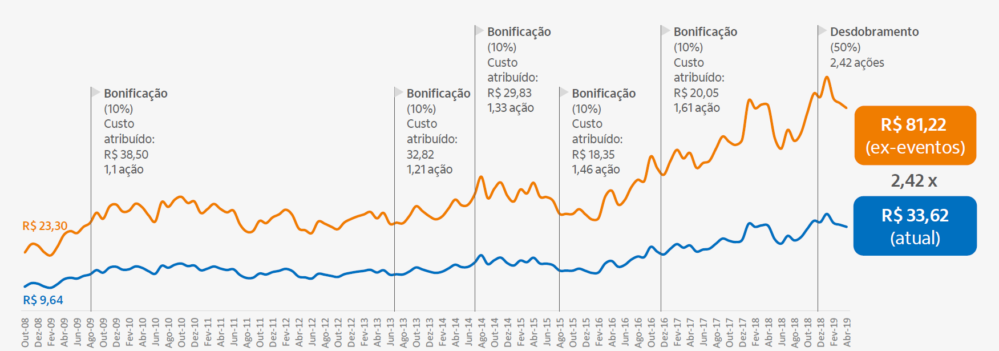 Bonificação
(10%)
Custo
atribuído:
R$ 38,50
1,1 ação
Bonificação
(10%)
Custo
atribuído:
32,82
1,21 ação
Bonificação
(10%)
Custo
atribuído:
R$ 29,83
1,33 ação
Bonificação
(10%)
Custo
atribuído:
R$ 18,35
1,46 ação
Bonificação
(10%)
Custo
atribuído:
R$ 20,05
1,61 ação
Desdobramento
(50%)
2,42 ações
R$ 81,22
(ex-eventos)
2,42 x
R$ 33,62
(atual)
R$ 23,30
R$ 9,64
Out-08
Dez-08
Fev-09
Abr-09
Jun-09
Ago-09
Out-09
Dez-09
Fev-10
Abr-10
Jun-10
Ago-10
Out-10
Dez-10
Fev-11
Abr-11
Jun-11
Ago-11
Out-11
Dez-11
Fev-12
Abr-12
Jun-12
Ago-12
Out-12
Dez-12
Fev-13
Abr-13
Jun-13
Ago-13
Out-13
Dez-13
Fev-14
Abr-14
Jun-14
Ago-14
Out-14
Dez-14
Fev-15
Abr-15
Jun-15
Ago-15
Out-15
Dez-15
Fev-16
Abr-16
Jun-16
Ago-16
Out-16
Dez-16
Fev-17
Abr-17
Jun-17
Ago-17
Out-17
Dez-17
Fev-18
Abr-18
Jun-18
Ago-18
Out-18
Dez-18
Fev-19
Abr-19